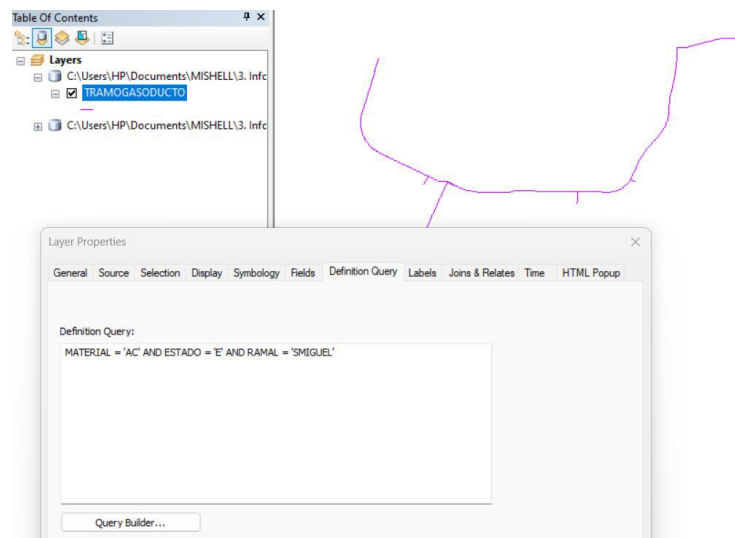 Table Of Contents
Layers
C:\Users\HP\Documents\MISHELL\3. Infc
TRAMOGASODUCTO
C:\Users\HP\Documents\MISHELL\3. Infc
Layer Properties
General Source Selection Display Symbology Fields Definition Query Labels Joins & Relates Time HTML Popup
Definition Query:
MATERIAL = 'AC' AND ESTADO = 'E' AND RAMAL = 'SMIGUEL'
Query Builder...